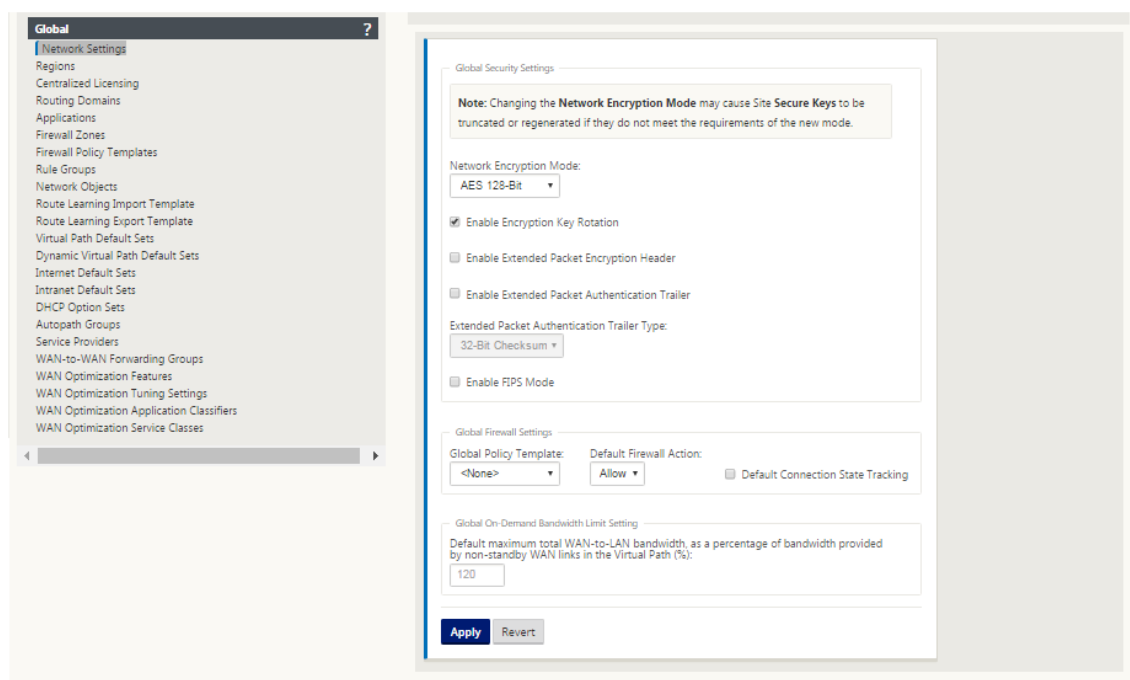 Global ?
Network Settings
Regions
Centralized Licensing
Routing Domains
Applications
Firewall Zones
Firewall Policy Templates
Rule Groups
Network Objects
Route Learning Import Template
Route Learning Export Template
Virtual Path Default Sets
Dynamic Virtual Path Default Sets
Internet Default Sets
Intranet Default Sets
DHCP Option Sets
Autopath Groups
Service Providers
WAN-to-WAN Forwarding Groups
WAN Optimization Features
WAN Optimization Tuning Settings
WAN Optimization Application Classifiers
WAN Optimization Service Classes
Global Security Settings
Note: Changing the Network Encryption Mode may cause Site Secure Keys to be
truncated or regenerated if they do not meet the requirements of the new mode.
Network Encryption Mode:
AES 128-Bit
Enable Encryption Key Rotation
Enable Extended Packet Encryption Header
Enable Extended Packet Authentication Trailer
Extended Packet Authentication Trailer Type:
32-Bit Checksum
Enable FIPS Mode
Global Firewall Settings
Global Policy Template: Default Firewall Action:
<None> Allow Default Connection State Tracking
Global On-Demand Bandwidth Limit Setting
Default maximum total WAN-to-LAN bandwidth, as a percentage of bandwidth provided
by non-standby WAN links in the Virtual Path (%):
120
Apply Revert